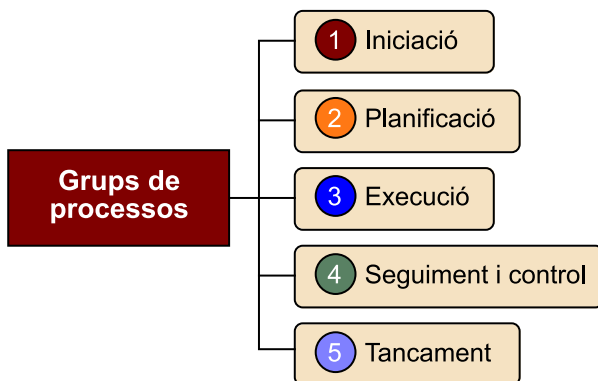 Grups de
processos
1 Iniciació
2 Planificació
3 Execució
4 Seguiment i control
5 Tancament